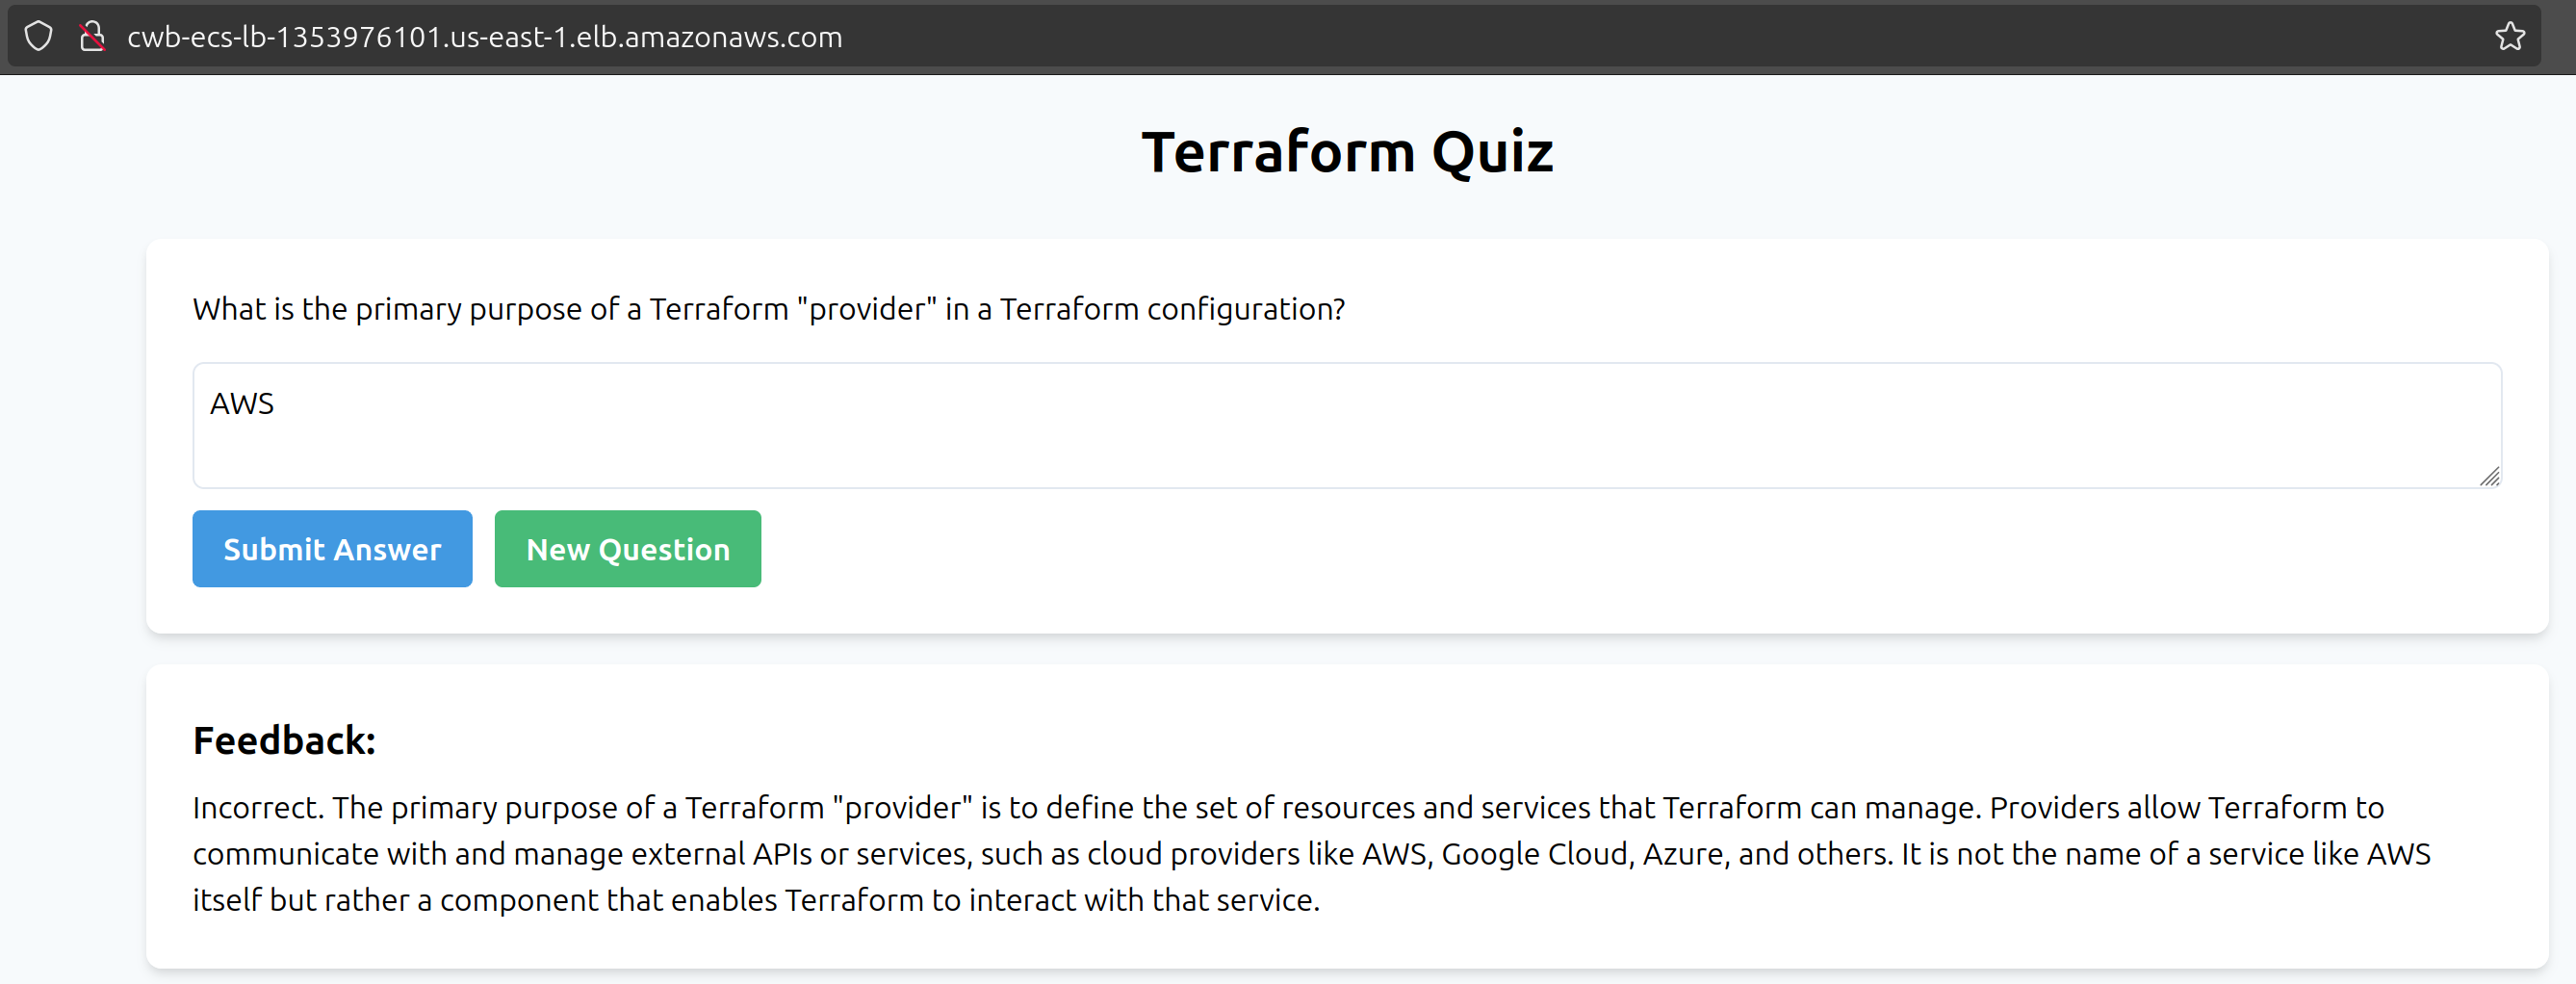 cwb-ecs-lb-1353976101.us-east-1.elb.amazonaws.com
Terraform Quiz
What is the primary purpose of a Terraform "provider" in a Terraform configuration?
AWS
Submit Answer New Question
Feedback:
Incorrect. The primary purpose of a Terraform "provider" is to define the set of resources and services that Terraform can manage. Providers allow Terraform to
communicate with and manage external APIs or services, such as cloud providers like AWS, Google Cloud, Azure, and others. It is not the name of a service like AWS
itself but rather a component that enables Terraform to interact with that service.